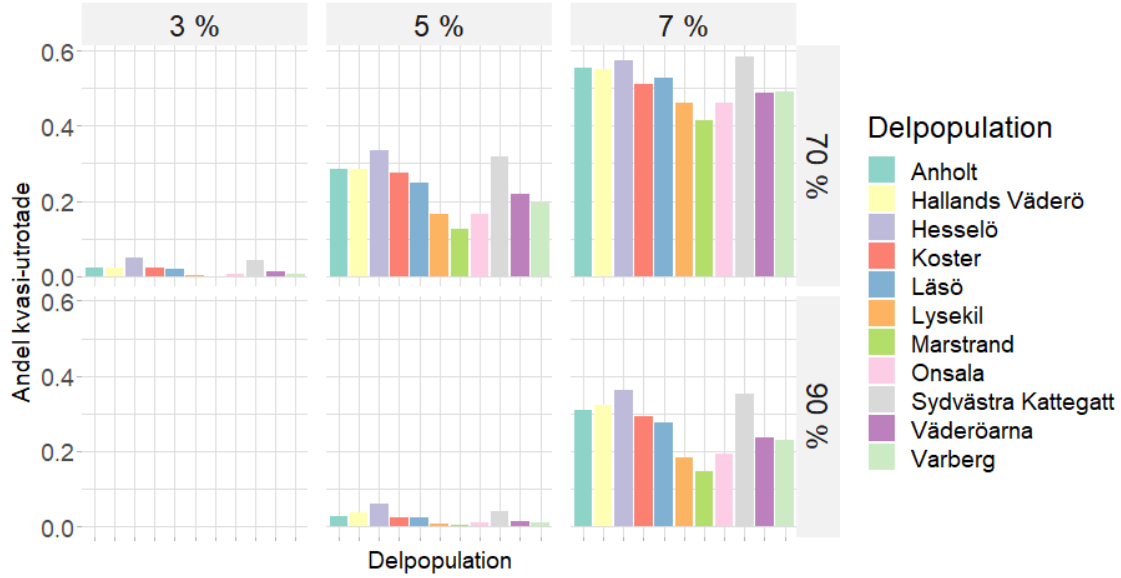 3 %
5 %
7 %
Andel kvasi-utrotade
0.6
0.4
0.2
0.0
70 %
0.6
0.4
0.2
0.0
90 %
Delpopulation
Delpopulation
Anholt
Hallands Väderö
Hesselö
Koster
Läsö
Lysekil
Marstrand
Onsala
Sydvästra Kattegatt
Väderöarna
Varberg